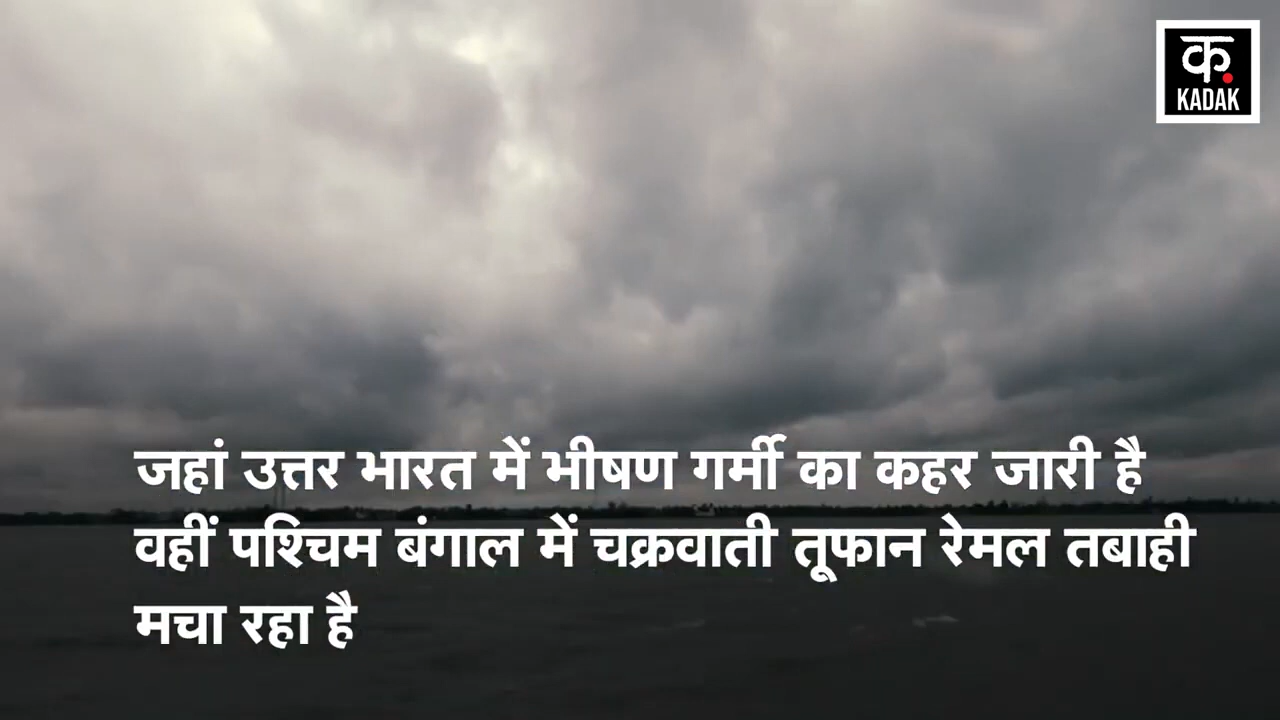 क.
KADAK
जहां उत्तर भारत में भीषण गर्मी का कहर जारी है
वहीं पश्चिम बंगाल में चक्रवाती तूफान रेमल तबाही
मचा रहा है